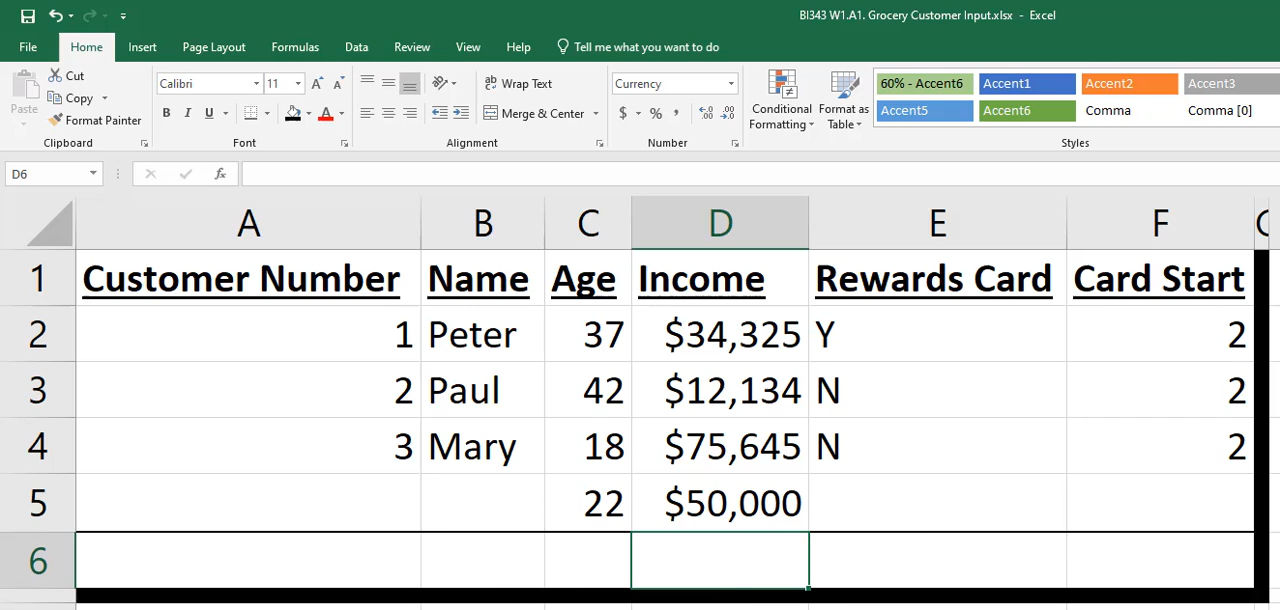 BI343 W1.A1. Grocery Customer Input.xlsx - Excel
File Home Insert Page Layout Formulas Data Review View Help Tell me what you want to do
Cut Calibri 11 A A ab Wrap Text Currency 60% - Accent6 Accent1 Accent2 Accent3
Paste Copy Conditional Format as
Format Painter B I U A Merge & Center $ % , .00 .00 Formatting Table Accent5 Accent6 Comma Comma [0]
Clipboard Font Alignment Number Styles
D6 fx
A B C D E F
1 Customer Number Name Age Income Rewards Card Card Start
2 1 Peter 37 $34,325 Y 2
3 2 Paul 42 $12,134 N 2
4 3 Mary 18 $75,645 N 2
5 22 $50,000
6